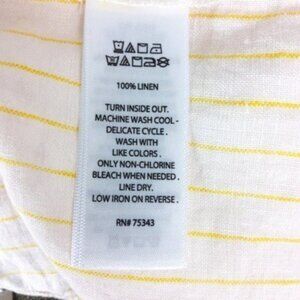 100% LINEN
TURN INSIDE OUT.
MACHINE WASH COOL -
DELICATE CYCLE .
WASH WITH
LIKE COLORS .
ONLY NON-CHLORINE
BLEACH WHEN NEEDED .
LINE DRY.
LOW IRON ON REVERSE .
RN# 75343